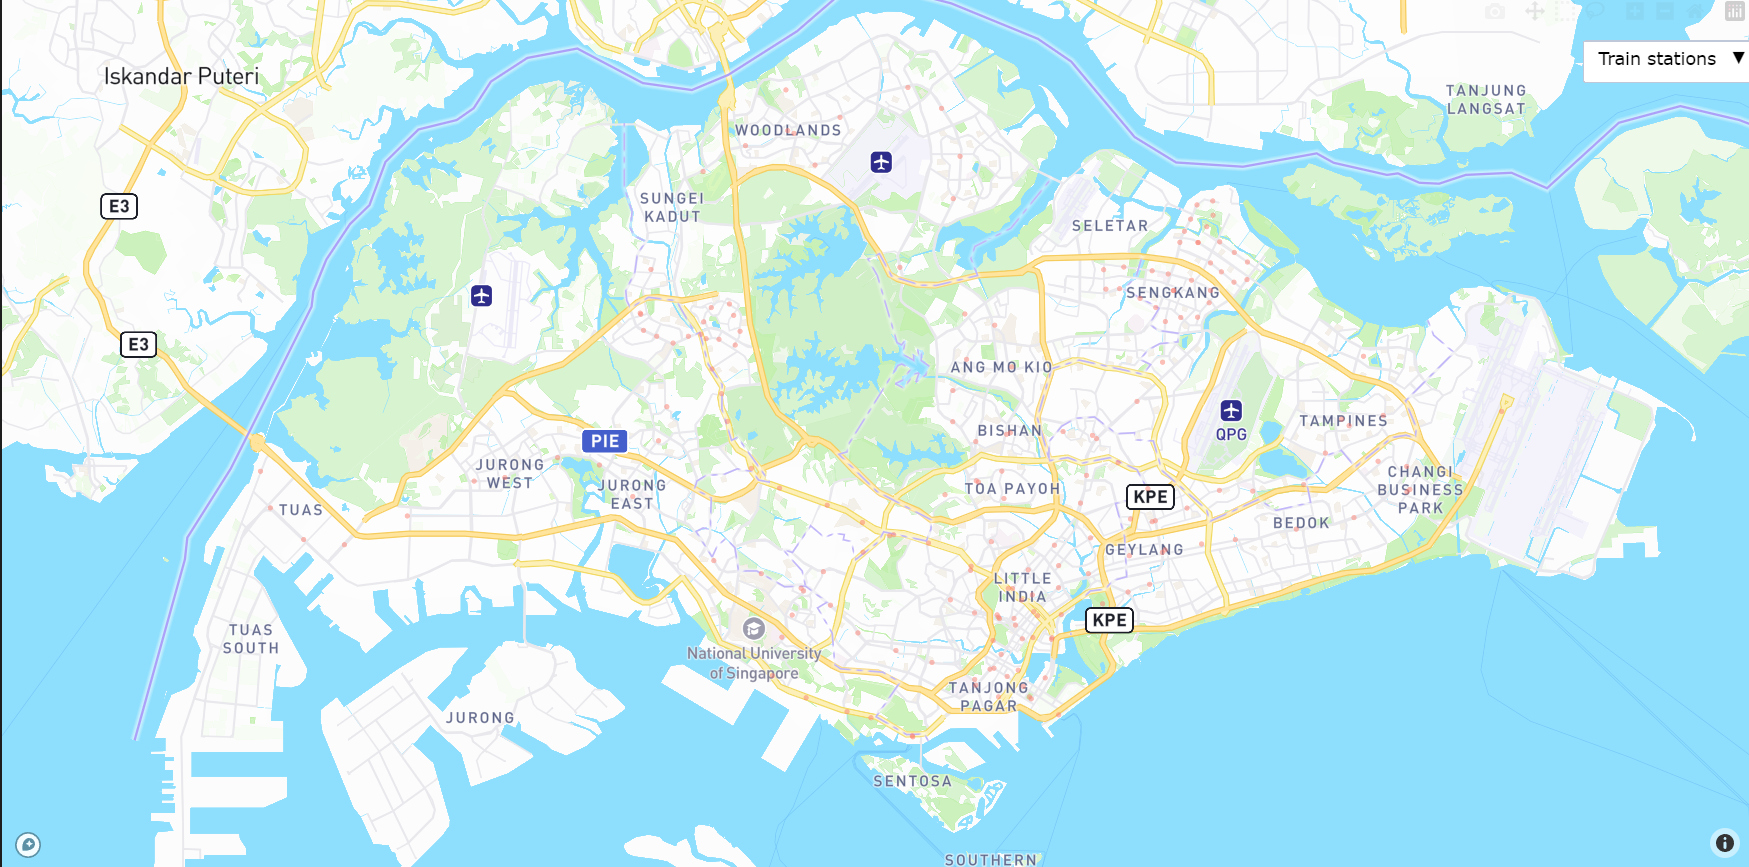 Iskandar Puteri
Train stations ▼
TANJUNG
LANGSAT
WOODLANDS
E3
SUNGEI
KADUT
SELETAR
SENGKANG
E3
ANG MO KIO
QPG
TAMPINES
BISHAN
PIE
JURONG
WEST
JURONG
EAST
TOA PAYOH
KPE
CHANGI
BUSINESS
PARK
TUAS
BEDOK
GEYLANG
LITTLE
INDIA
KPE
TUAS
SOUTH
National University
of Singapore
TANJONG
PAGAR
JURONG
SENTOSA
SOUTHERN